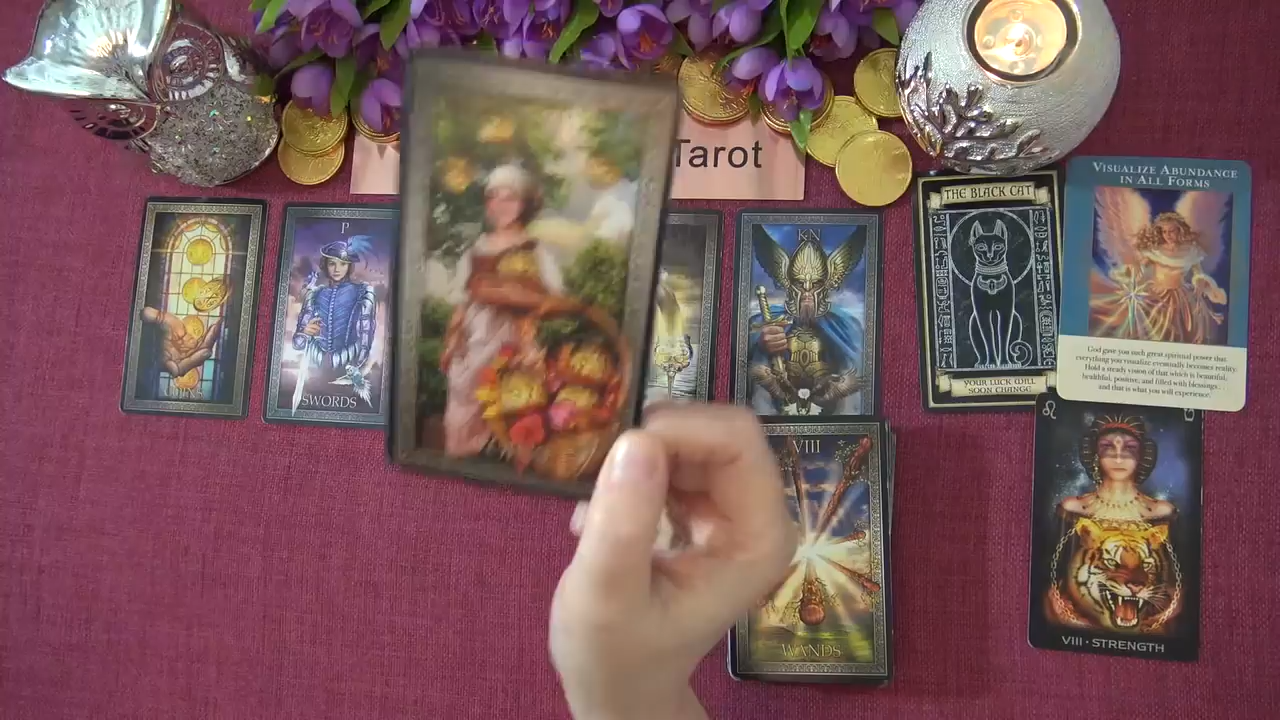 Tarot
P
SWORDS
KN
THE BLACK CAT
YOUR LUCK WILL
SOON CHANGE
VISUALIZE ABUNDANCE
IN ALL FORMS
God gave you such great spiritual power that
everything you visualize eventually becomes reality.
Hold a steady vision of that which is beautiful,
healthful, positive, and filled with blessings,
and that is what you will experience.
VIII
WANDS
VIII • STRENGTH